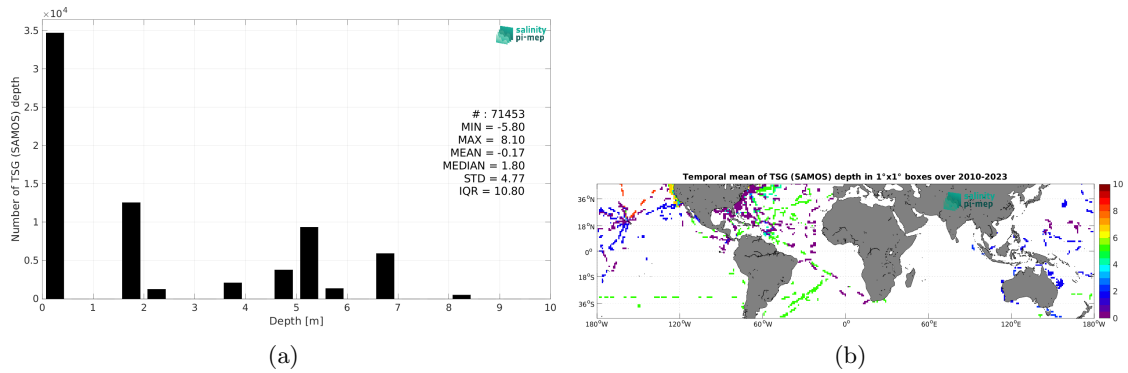 ×10⁴
3.5
3
2.5
2
1.5
1
0.5
0
0 1 2 3 4 5 6 7 8 9 10
Number of TSG (SAMOS) depth
Depth [m]
salinity
pi-mep
# : 71453
MIN = -5.80
MAX = 8.10
MEAN = -0.17
MEDIAN = 1.80
STD = 4.77
IQR = 10.80
(a)
Temporal mean of TSG (SAMOS) depth in 1°x1° boxes over 2010-2023
salinity
pi-mep
36°N
18°N
0°
18°S
36°S
180°W 120°W 60°W 0° 60°E 120°E 180°W
10
8
6
4
2
0
(b)